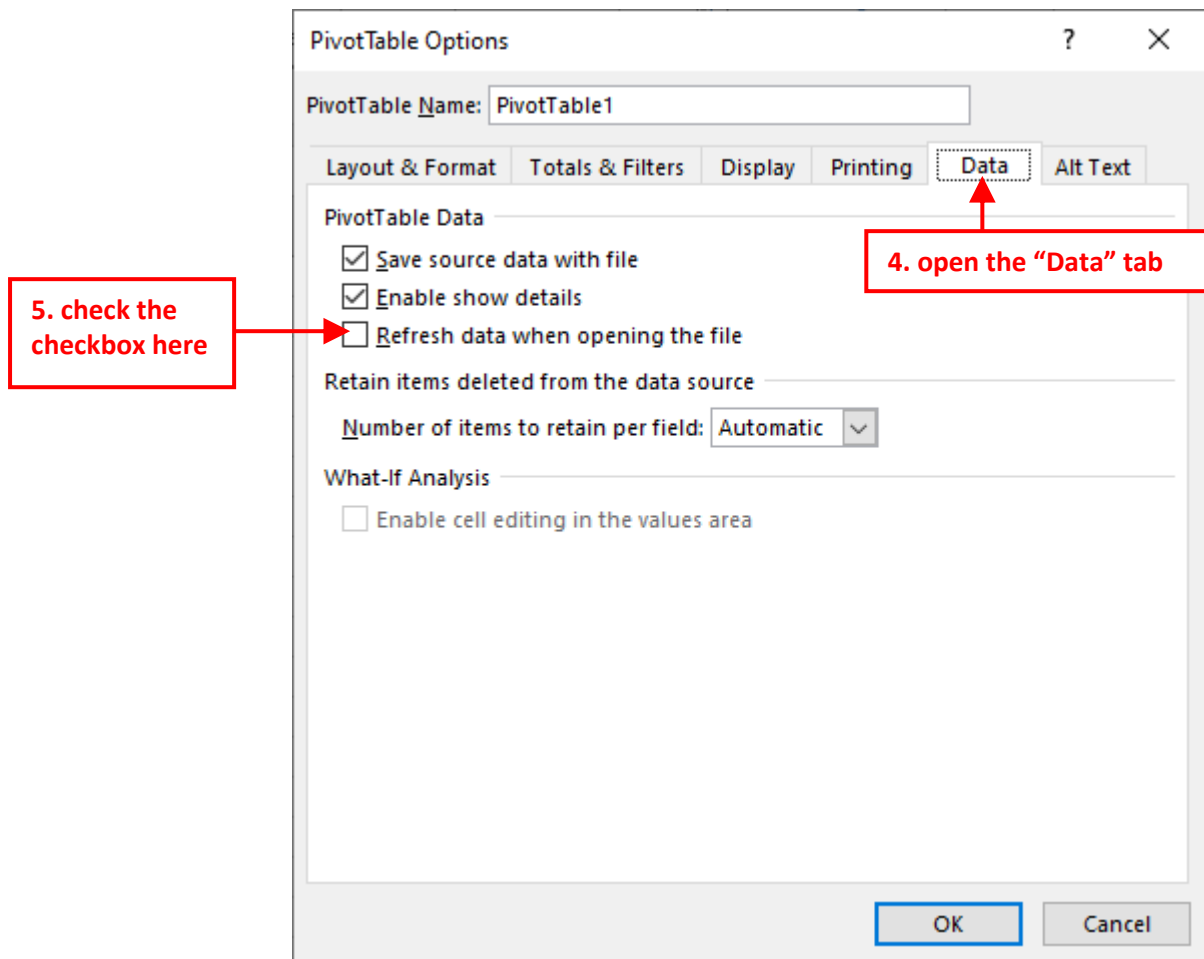 PivotTable Options
?
PivotTable Name: PivotTable1
Layout & Format Totals & Filters Display Printing Data Alt Text
PivotTable Data
Save source data with file
4. open the “Data” tab
Enable show details
5. check the
checkbox here
Refresh data when opening the file
Retain items deleted from the data source
Number of items to retain per field: Automatic
What-If Analysis
Enable cell editing in the values area
OK Cancel